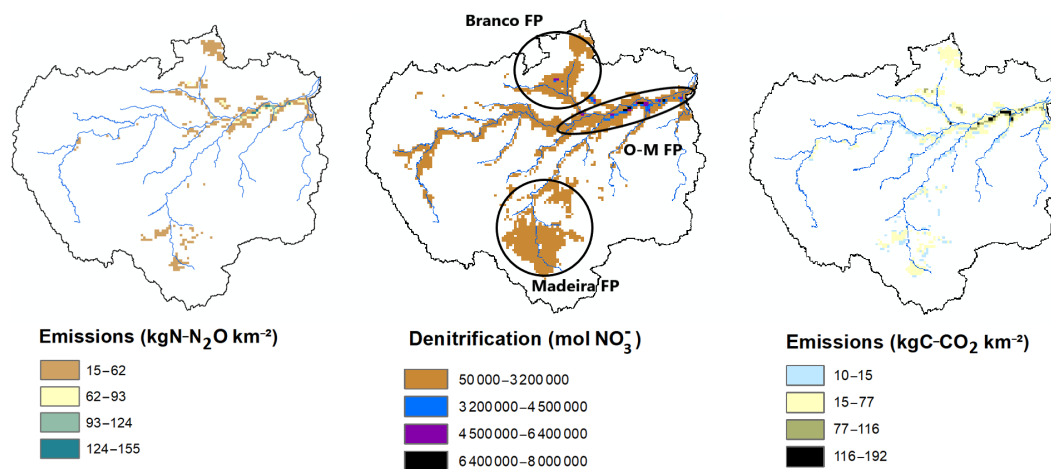 Branco FP
O-M FP
Madeira FP
Emissions (kgN-N₂O km⁻²)
15–62
62–93
93–124
124–155
Denitrification (mol NO₃⁻)
50 000–3 200 000
3 200 000–4 500 000
4 500 000–6 400 000
6 400 000–8 000 000
Emissions (kgC-CO₂ km⁻²)
10–15
15–77
77–116
116–192